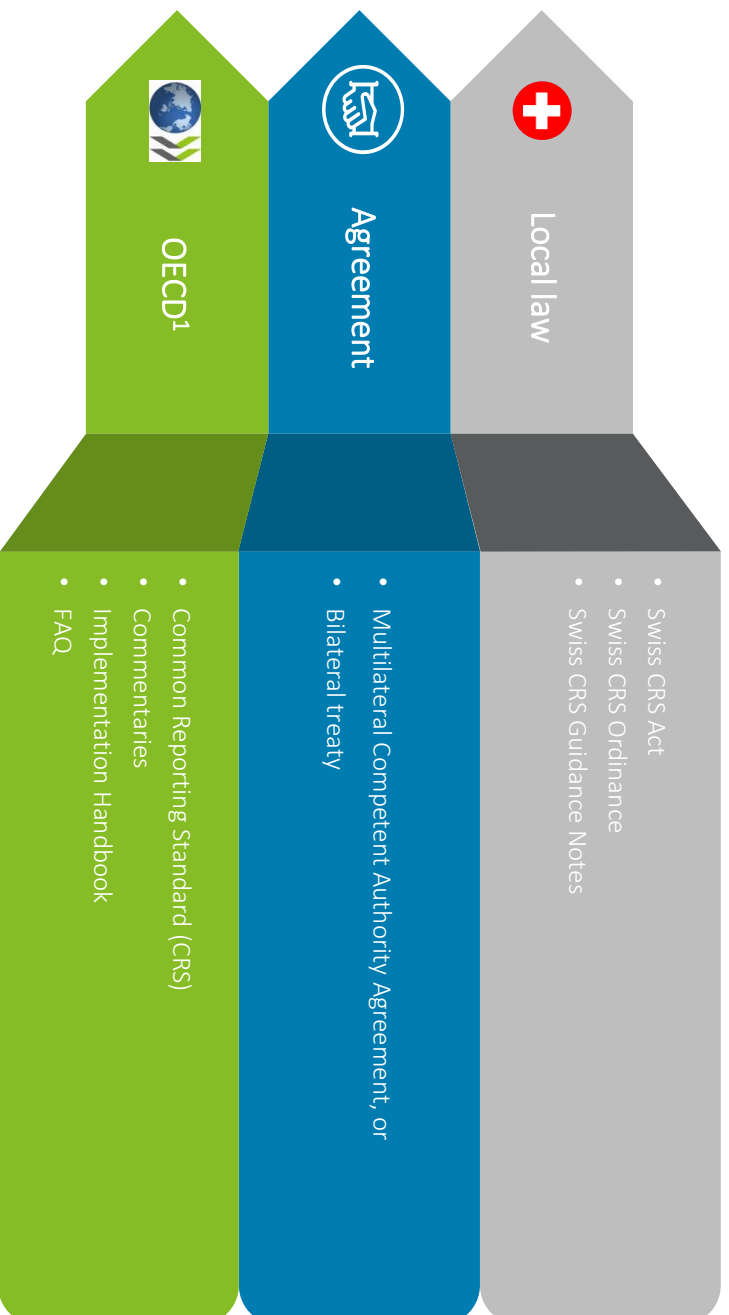 Local law
• Swiss CRS Act
• Swiss CRS Ordinance
• Swiss CRS Guidance Notes
Agreement
• Multilateral Competent Authority Agreement, or
• Bilateral treaty
OECD¹
• Common Reporting Standard (CRS)
• Commentaries
• Implementation Handbook
• FAQ